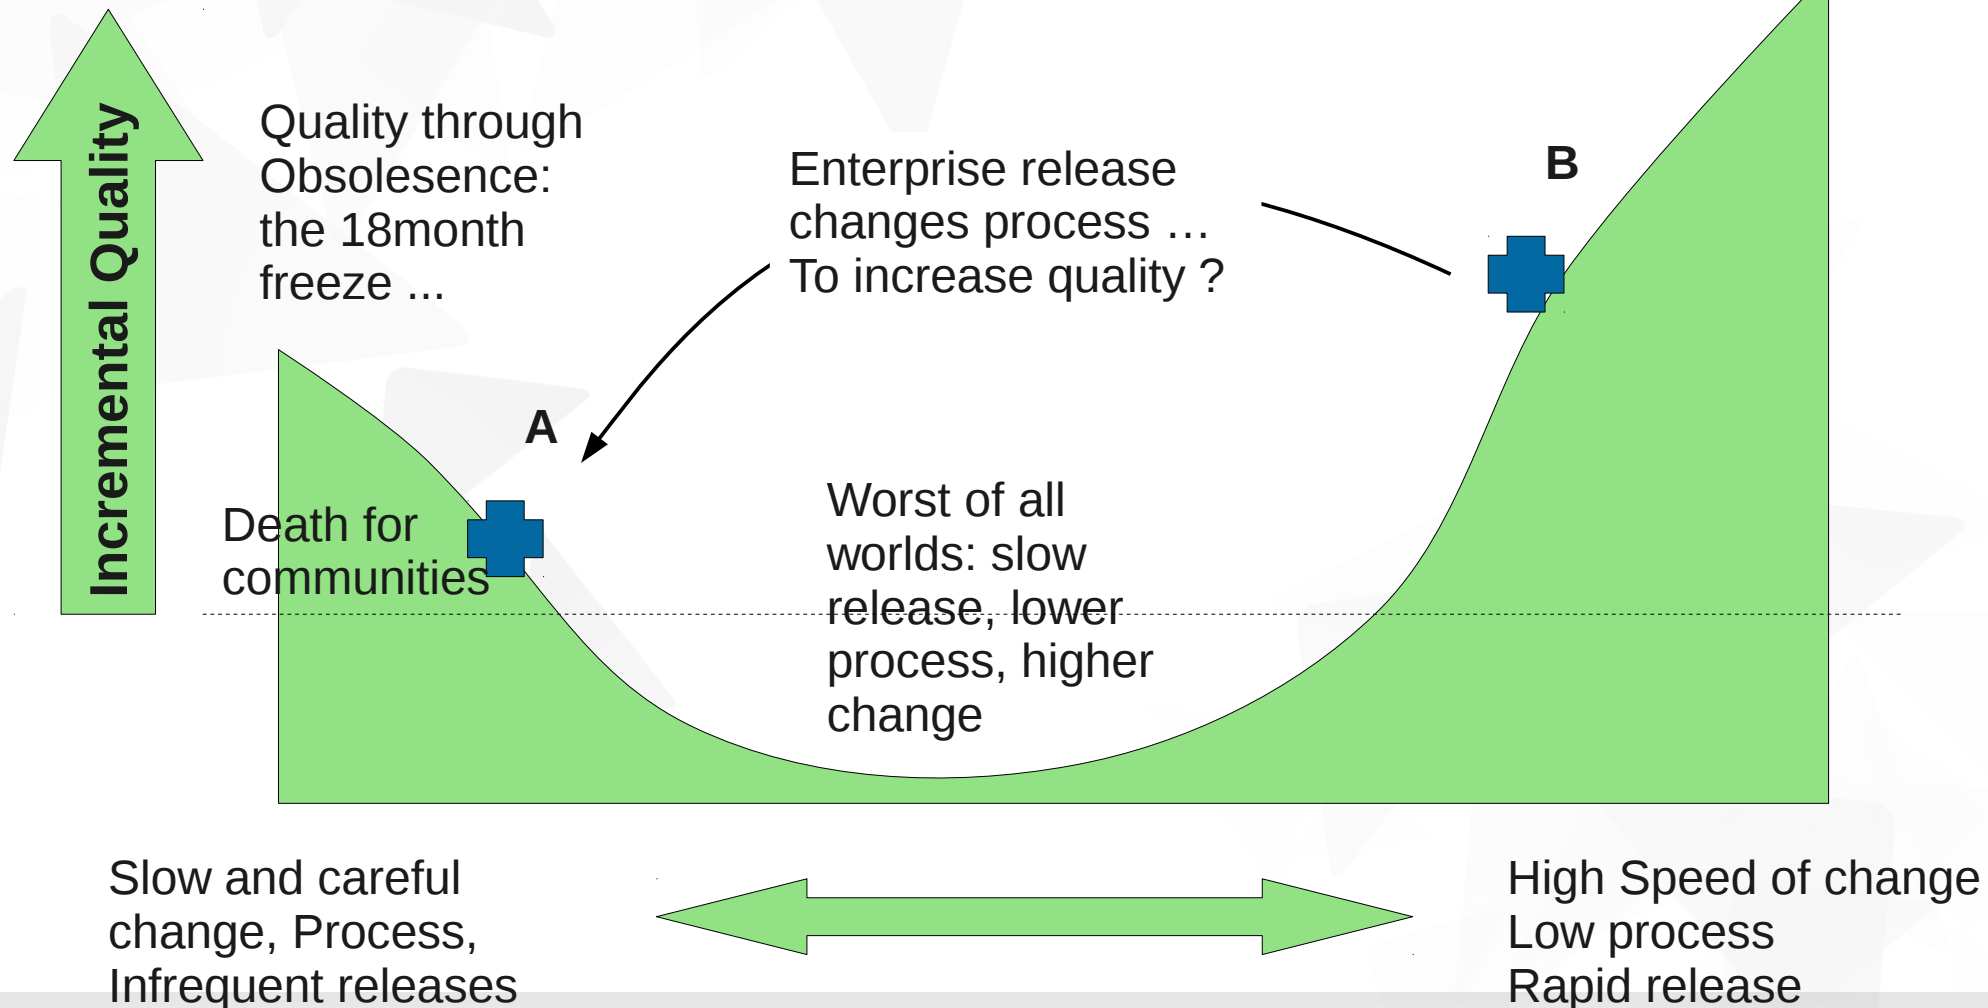 Incremental Quality
Quality through
Obsolesence:
the 18month
freeze ...
Enterprise release
changes process ...
To increase quality ?
B
A
Death for
communities
Worst of all
worlds: slow
release, lower
process, higher
change
Slow and careful
change, Process,
Infrequent releases
High Speed of change
Low process
Rapid release